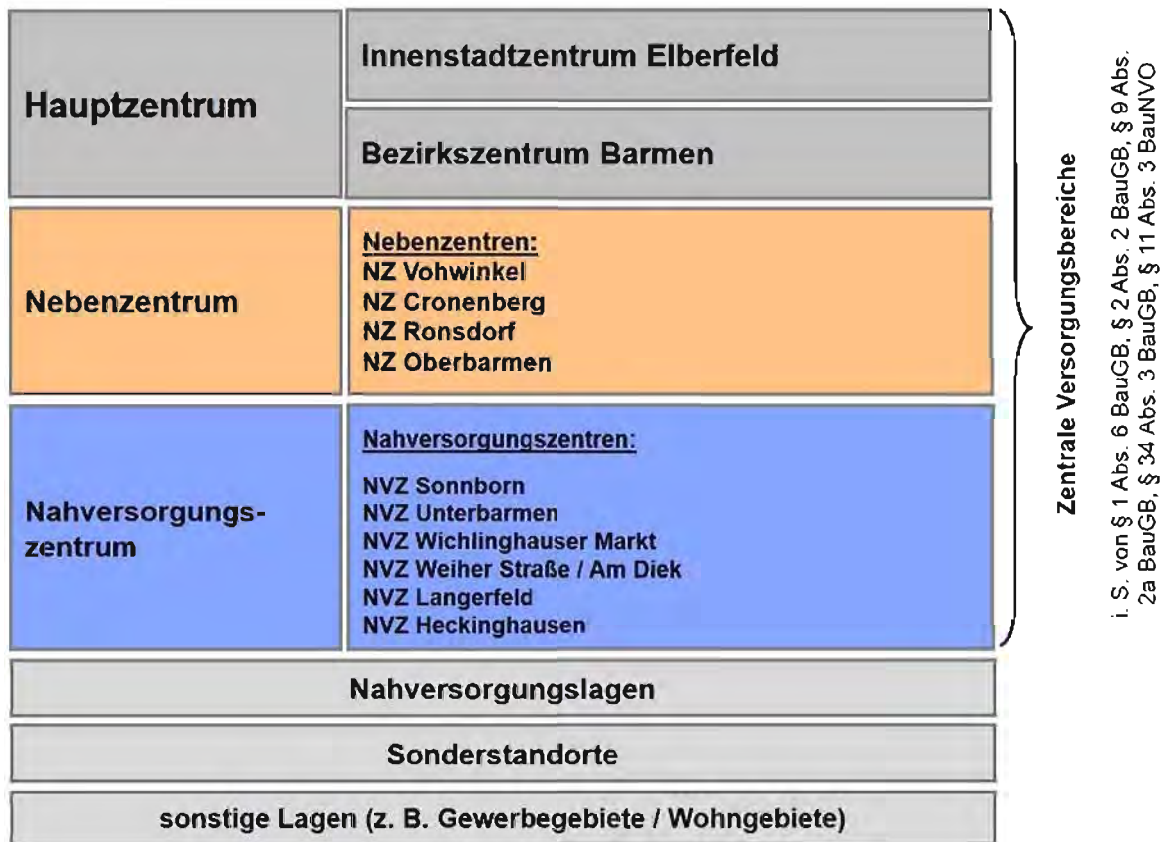 Hauptzentrum
Innenstadtzentrum Elberfeld
Bezirkszentrum Barmen
Nebenzentrum
Nebenzentren:
NZ Vohwinkel
NZ Cronenberg
NZ Ronsdorf
NZ Oberbarmen
Nahversorgungs-
zentrum
Nahversorgungszentren:
NVZ Sonnborn
NVZ Unterbarmen
NVZ Wichlinghauser Markt
NVZ Weiher Straße / Am Diek
NVZ Langerfeld
NVZ Heckinghausen
Nahversorgungslagen
Sonderstandorte
sonstige Lagen (z. B. Gewerbegebiete / Wohngebiete)
Zentrale Versorgungsbereiche
i. S. von § 1 Abs. 6 BauGB, § 2 Abs. 2 BauGB, § 9 Abs.
2a BauGB, § 34 Abs. 3 BauGB, § 11 Abs. 3 BauNVO